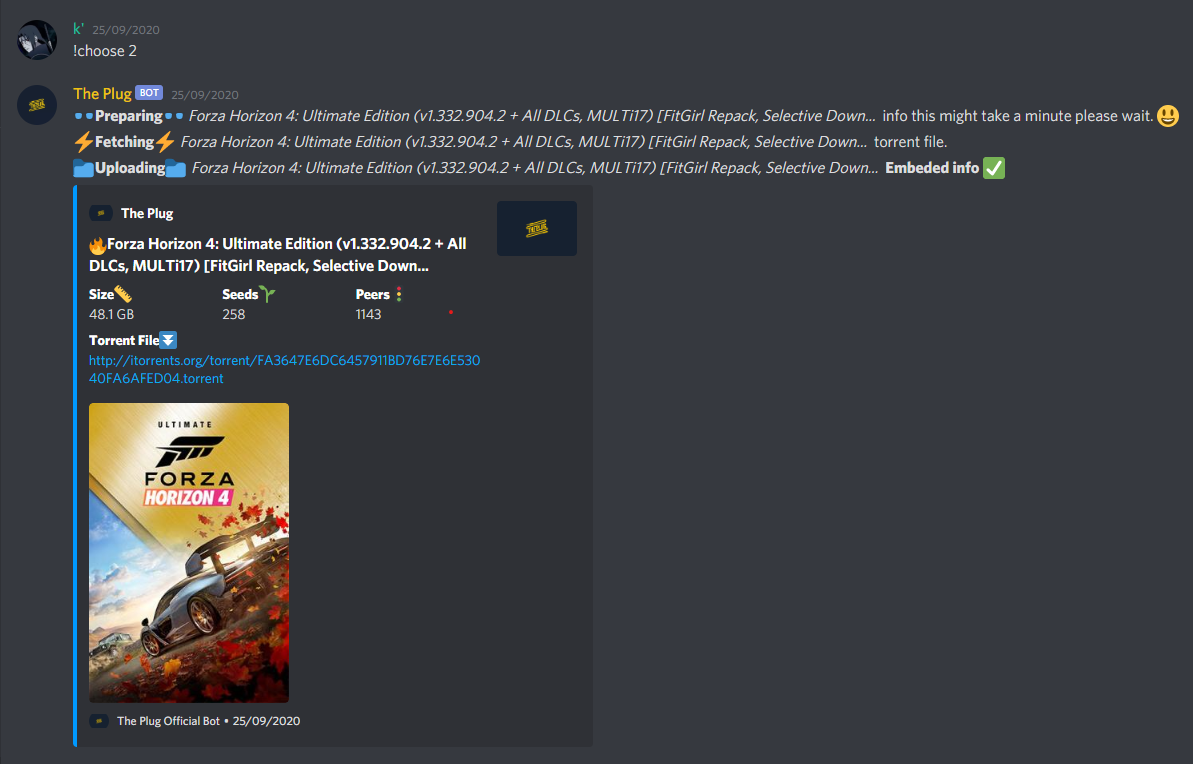 k' 25/09/2020
!choose 2
The Plug BOT 25/09/2020
Preparing Forza Horizon 4: Ultimate Edition (v1.332.904.2 + All DLCs, MULTi17) [FitGirl Repack, Selective Down... info this might take a minute please wait.
Fetching Forza Horizon 4: Ultimate Edition (v1.332.904.2 + All DLCs, MULTi17) [FitGirl Repack, Selective Down... torrent file.
Uploading Forza Horizon 4: Ultimate Edition (v1.332.904.2 + All DLCs, MULTi17) [FitGirl Repack, Selective Down... Embeded info
The Plug
Forza Horizon 4: Ultimate Edition (v1.332.904.2 + All
DLCs, MULTi17) [FitGirl Repack, Selective Down...
Size Seeds Peers
48.1 GB 258 1143
Torrent File
http://itorrents.org/torrent/FA3647E6DC6457911BD76E7E6E530
40FA6AFED04.torrent
ULTIMATE
FORZA
HORIZON 4
The Plug Official Bot • 25/09/2020